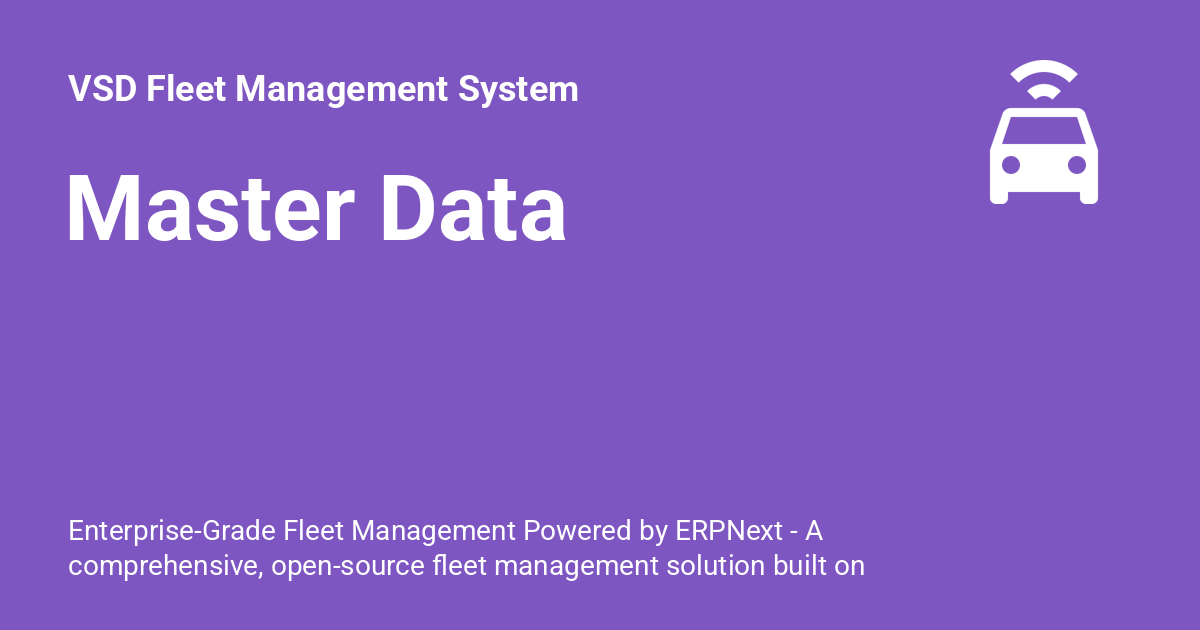 VSD Fleet Management System
Master Data
Enterprise-Grade Fleet Management Powered by ERPNext - A
comprehensive, open-source fleet management solution built on